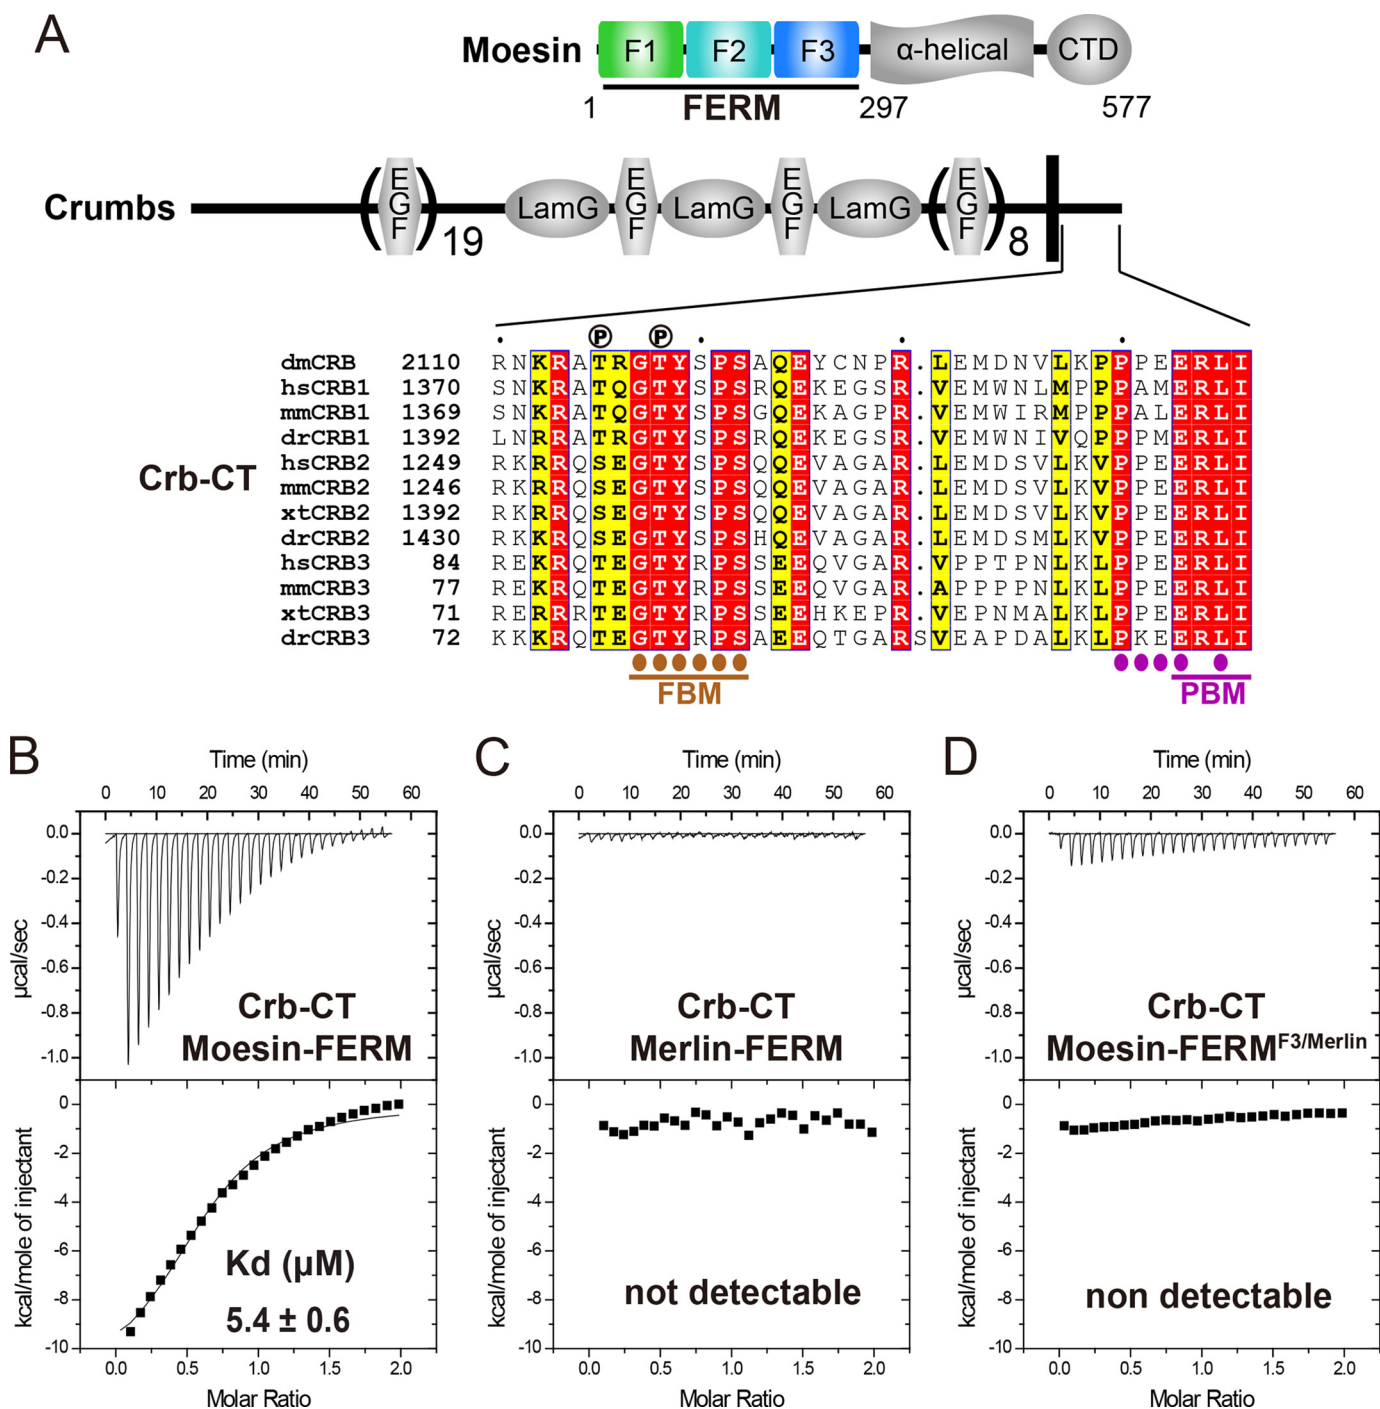 A
Moesin F1 F2 F3 α-helical CTD
1 FERM 297 577
Crumbs (EGF)19 LamG EGF LamG EGF LamG (EGF)8
P P
Crb-CT
dmCRB 2110 RNKRATRGTYSPSAQEYCNPR.LEMDNVLKPPPEERLI
hsCRB1 1370 SNKRATQGTYSPSRQEKEGSR.VEMWNLMPPPAMERLI
mmCRB1 1369 SNKRATQGTYSPSGQEKAGPR.VEMWIRMPPPALERLI
drCRB1 1392 LNRRATRGTYSPSRQEKEGSR.VEMWNIVQPPPMERLI
hsCRB2 1249 RKRRQSEGTYSPSQQEVAGAR.LEMDSVLKVPPEERLI
mmCRB2 1246 RKRRQSEGTYSPSQQEVAGAR.LEMDSVLKVPPEERLI
xtCRB2 1392 RKRRQSEGTYSPSQQEVAGAR.LEMDSVLKVPPEERLI
drCRB2 1430 RKKRQSEGTYSPSHQEVAGAR.LEMDSMLKVPPEERLI
hsCRB3 84 REKRQTEGTYRPSSEEQVGAR.VPPTPNLKLPPEERLI
mmCRB3 77 REKRQTEGTYRPSSEEQVGAR.APPPPNLKLPPEERLI
xtCRB3 71 RERRRTEGTYRPSSEEHKEPR.VEPNMALKLPPEERLI
drCRB3 72 KKKRQTEGTYRPSAEEQTGARSVEAPDALKLPKEERLI
FBM PBM
B
Time (min)
0 10 20 30 40 50 60
0.0
-0.2
-0.4
-0.6
-0.8
-1.0
µcal/sec
Crb-CT
Moesin-FERM
0
-2
-4
-6
-8
-10
kcal/mole of injectant
Kd (µM)
5.4 ± 0.6
0.0 0.5 1.0 1.5 2.0
Molar Ratio
C
Time (min)
0 10 20 30 40 50 60
0.0
-0.2
-0.4
-0.6
-0.8
-1.0
µcal/sec
Crb-CT
Merlin-FERM
0
-2
-4
-6
-8
-10
kcal/mole of injectant
not detectable
0.0 0.5 1.0 1.5 2.0
Molar Ratio
D
Time (min)
0 10 20 30 40 50 60
0.0
-0.2
-0.4
-0.6
-0.8
-1.0
µcal/sec
Crb-CT
Moesin-FERM^F3/Merlin
0
-2
-4
-6
-8
-10
kcal/mole of injectant
non detectable
0.0 0.5 1.0 1.5 2.0
Molar Ratio